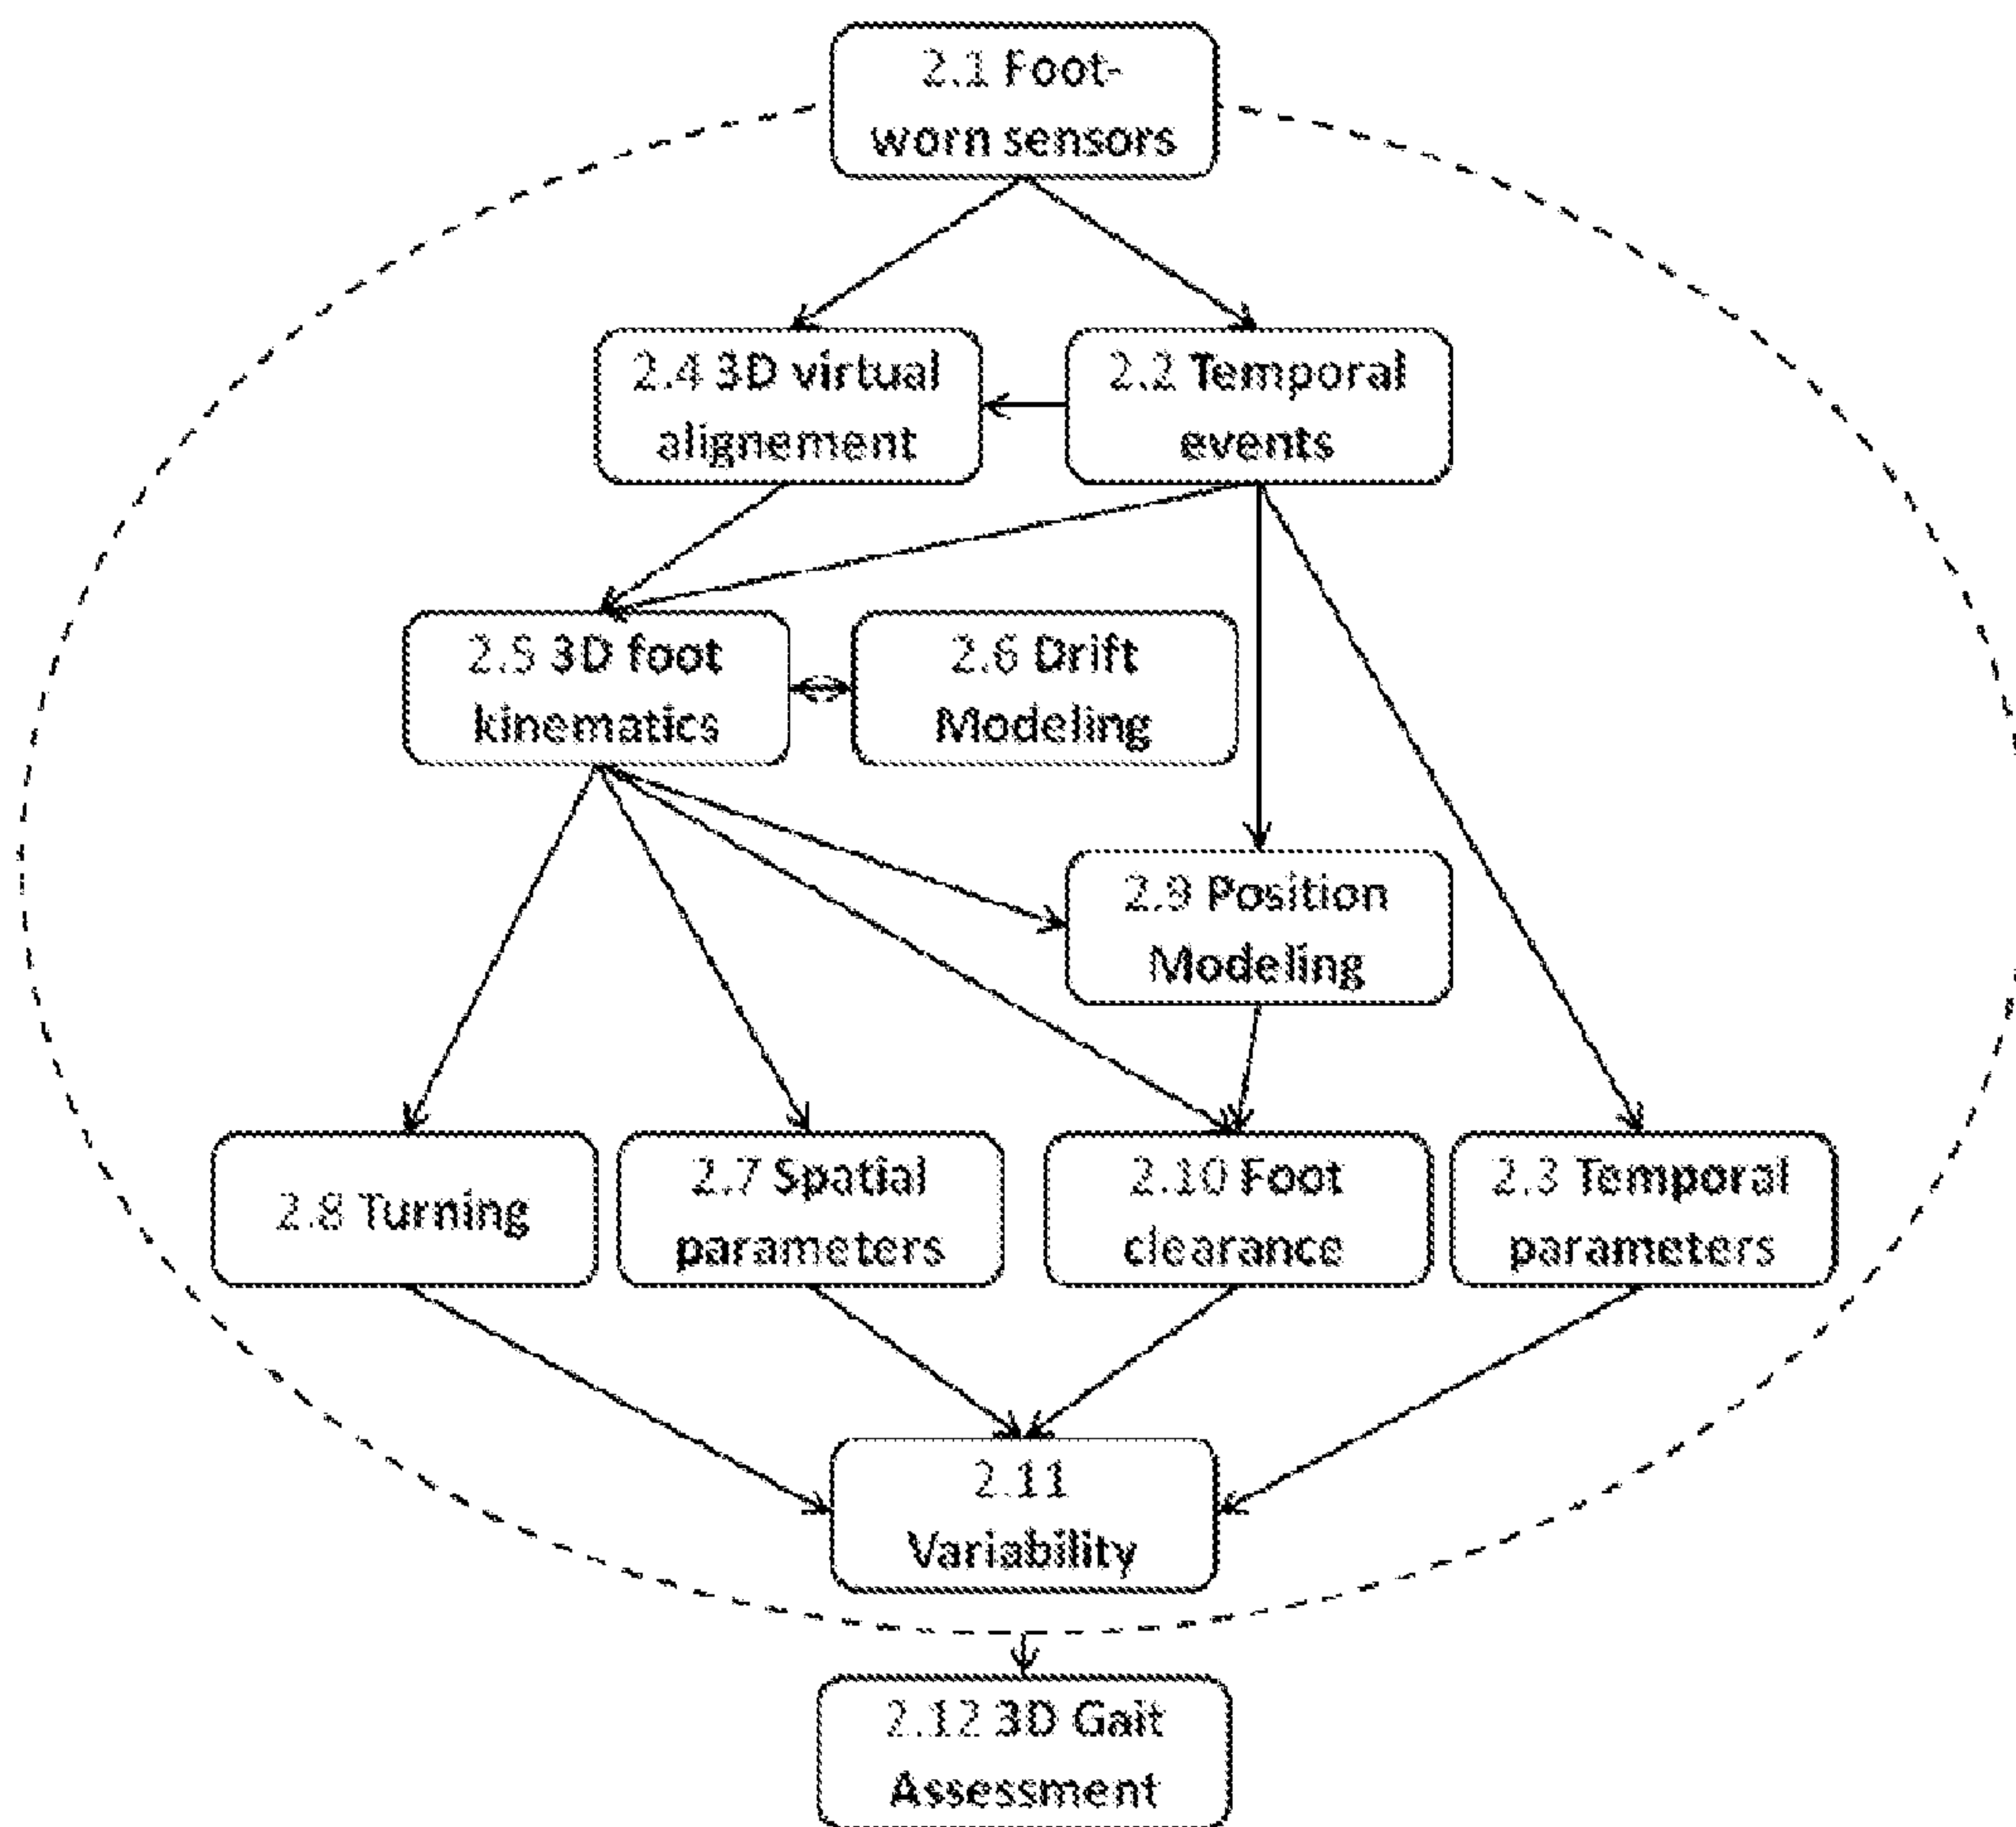 2.1 Foot-
worn sensors
2.4 3D virtual
alignement
2.2 Temporal
events
2.5 3D foot
kinematics
2.6 Drift
Modeling
2.9 Position
Modeling
2.8 Turning
2.7 Spatial
parameters
2.10 Foot
clearance
2.3 Temporal
parameters
2.11
Variability
2.12 3D Gait
Assessment